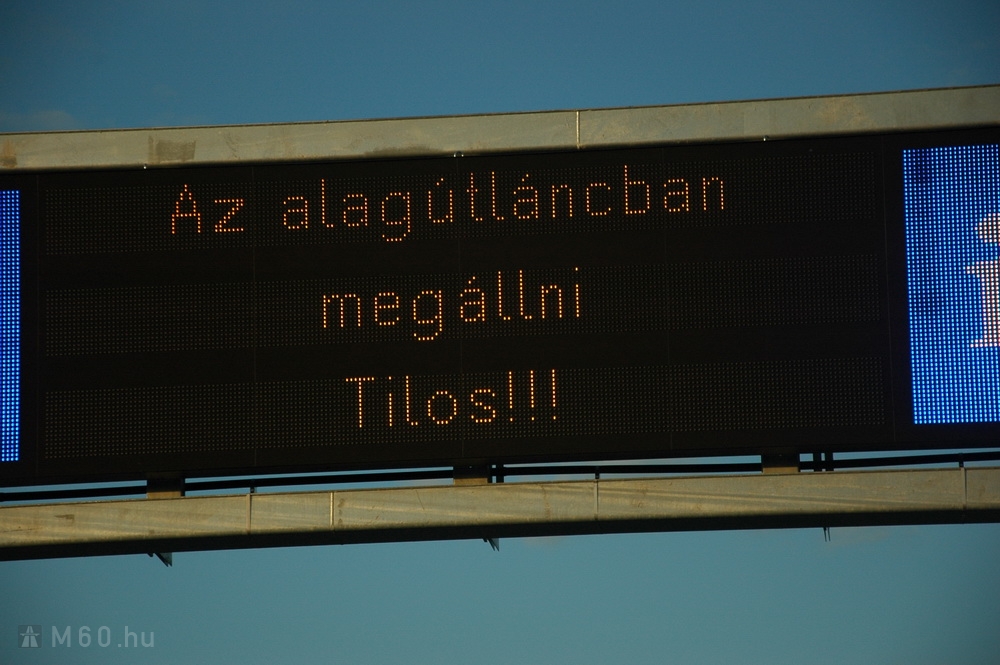 Az alagútláncban
megállni
Tilos!!!
i
M60.hu